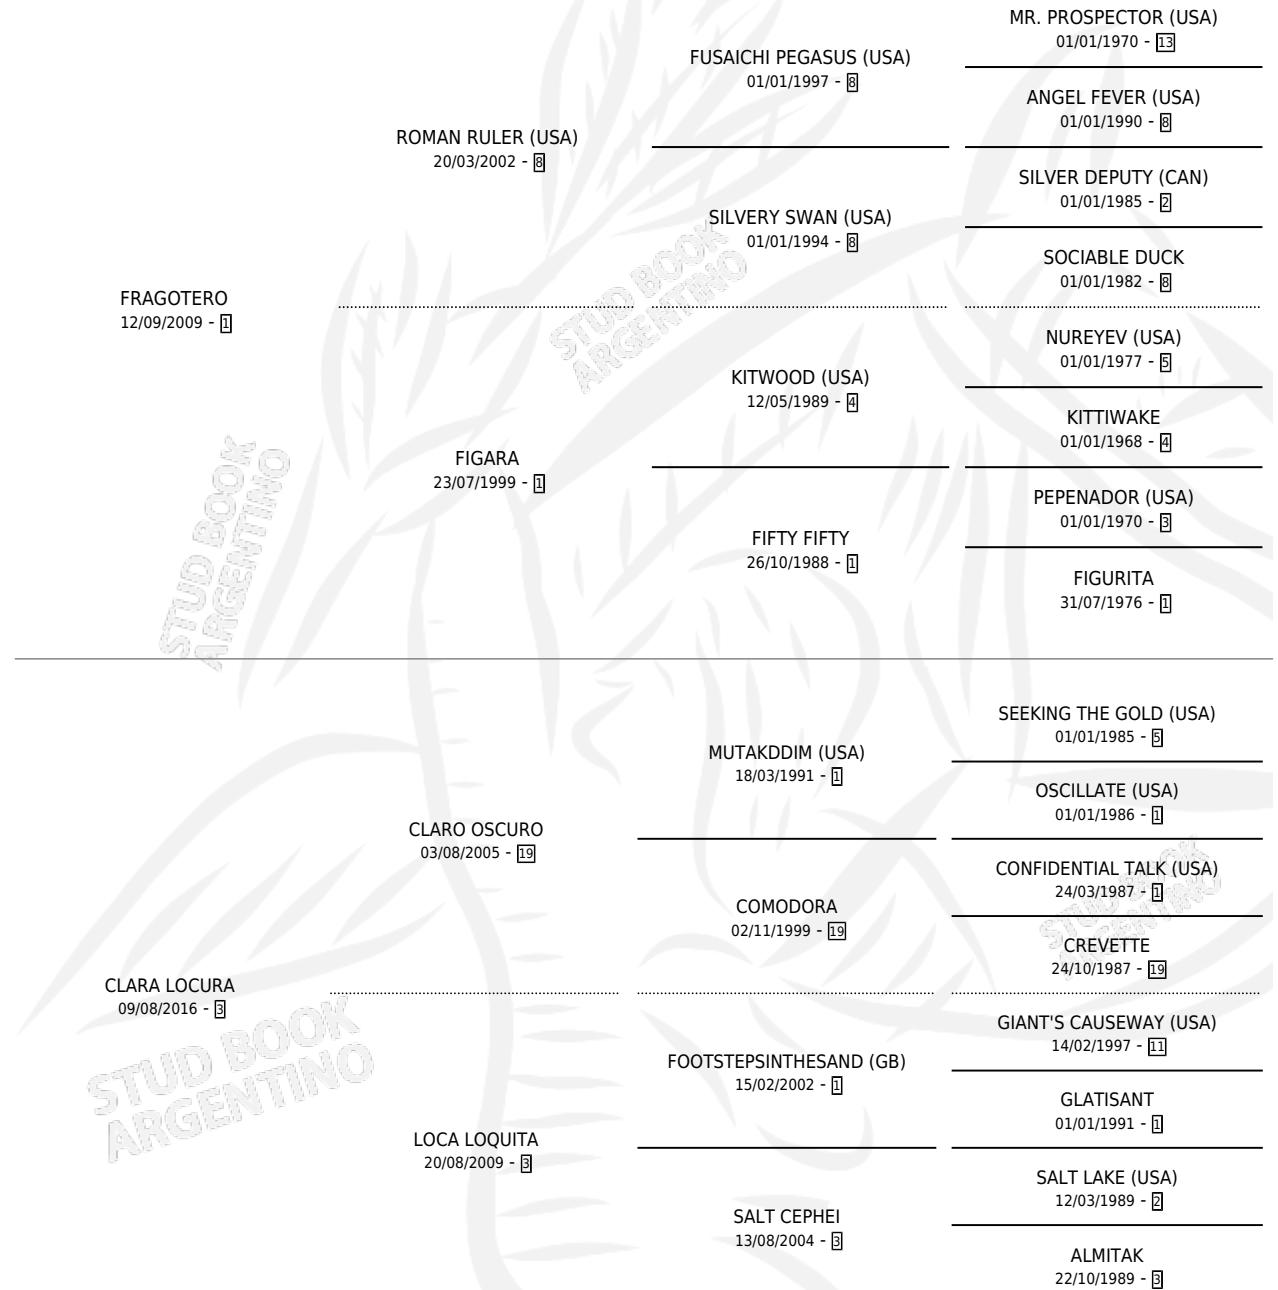 MR. PROSPECTOR (USA)
01/01/1970 - 13
FUSAICHI PEGASUS (USA)
01/01/1997 - 8
ANGEL FEVER (USA)
01/01/1990 - 8
ROMAN RULER (USA)
20/03/2002 - 8
SILVER DEPUTY (CAN)
01/01/1985 - 2
SILVERY SWAN (USA)
01/01/1994 - 8
SOCIABLE DUCK
01/01/1982 - 8
FRAGOTERO
12/09/2009 - 1
STUD BOOK
ARGENTINO
NUREYEV (USA)
01/01/1977 - 5
KITWOOD (USA)
12/05/1989 - 4
KITTIWAKE
01/01/1968 - 4
FIGARA
23/07/1999 - 1
PEPENADOR (USA)
01/01/1970 - 3
FIFTY FIFTY
26/10/1988 - 1
FIGURITA
31/07/1976 - 1
STUD BOOK
ARGENTINO
SEEKING THE GOLD (USA)
01/01/1985 - 5
MUTAKDDIM (USA)
18/03/1991 - 1
OSCILLATE (USA)
01/01/1986 - 1
CLARO OSCURO
03/08/2005 - 19
CONFIDENTIAL TALK (USA)
24/03/1987 - 1
COMODORA
02/11/1999 - 19
CREVETTE
24/10/1987 - 19
STUD BOOK
ARGENTINO
CLARA LOCURA
09/08/2016 - 3
GIANT'S CAUSEWAY (USA)
14/02/1997 - 11
FOOTSTEPSINTHESAND (GB)
15/02/2002 - 1
GLATISANT
01/01/1991 - 1
STUD BOOK
ARGENTINO
LOCA LOQUITA
20/08/2009 - 3
SALT LAKE (USA)
12/03/1989 - 2
SALT CEPHEI
13/08/2004 - 3
ALMITAK
22/10/1989 - 3